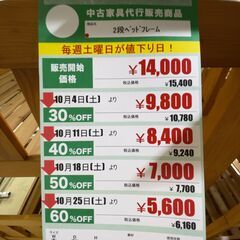 中古家具代行販売商品
品名
2段ベッドフレーム
毎週土曜日が値下り日!
販売開始価格 ¥14,000
税込価格 ¥15,400
10月4日(土)より 30%OFF ¥9,800
税込価格 ¥10,780
10月11日(土)より 40%OFF ¥8,400
税込価格 ¥9,240
10月18日(土)より 50%OFF ¥7,000
税込価格 ¥7,700
10月25日(土)より 60%OFF ¥5,600
税込価格 ¥6,160
W D H